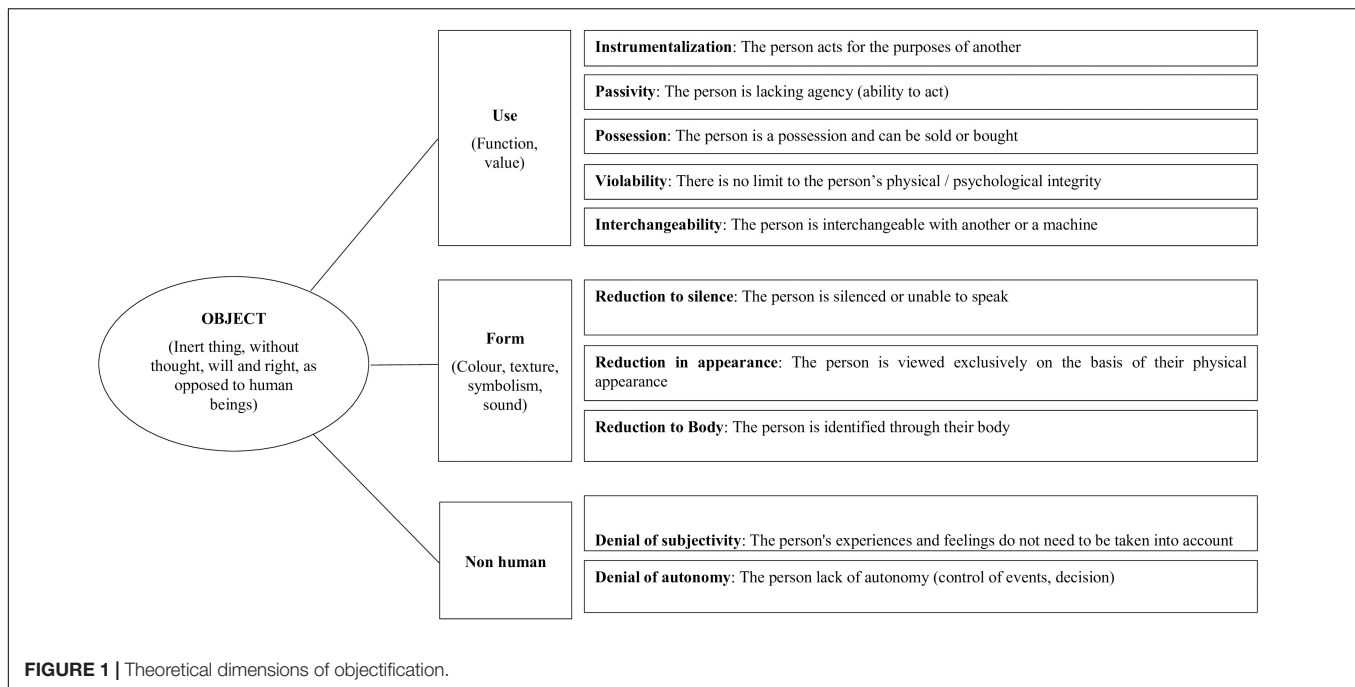 OBJECT
(Inert thing, without
thought, will and right, as
opposed to human
beings)
Use
(Function,
value)
Instrumentalization: The person acts for the purposes of another
Passivity: The person is lacking agency (ability to act)
Possession: The person is a possession and can be sold or bought
Violability: There is no limit to the person's physical / psychological integrity
Interchangeability: The person is interchangeable with another or a machine
Form
(Colour, texture,
symbolism,
sound)
Reduction to silence: The person is silenced or unable to speak
Reduction in appearance: The person is viewed exclusively on the basis of their physical
appearance
Reduction to Body: The person is identified through their body
Non human
Denial of subjectivity: The person's experiences and feelings do not need to be taken into account
Denial of autonomy: The person lack of autonomy (control of events, decision)
FIGURE 1 | Theoretical dimensions of objectification.